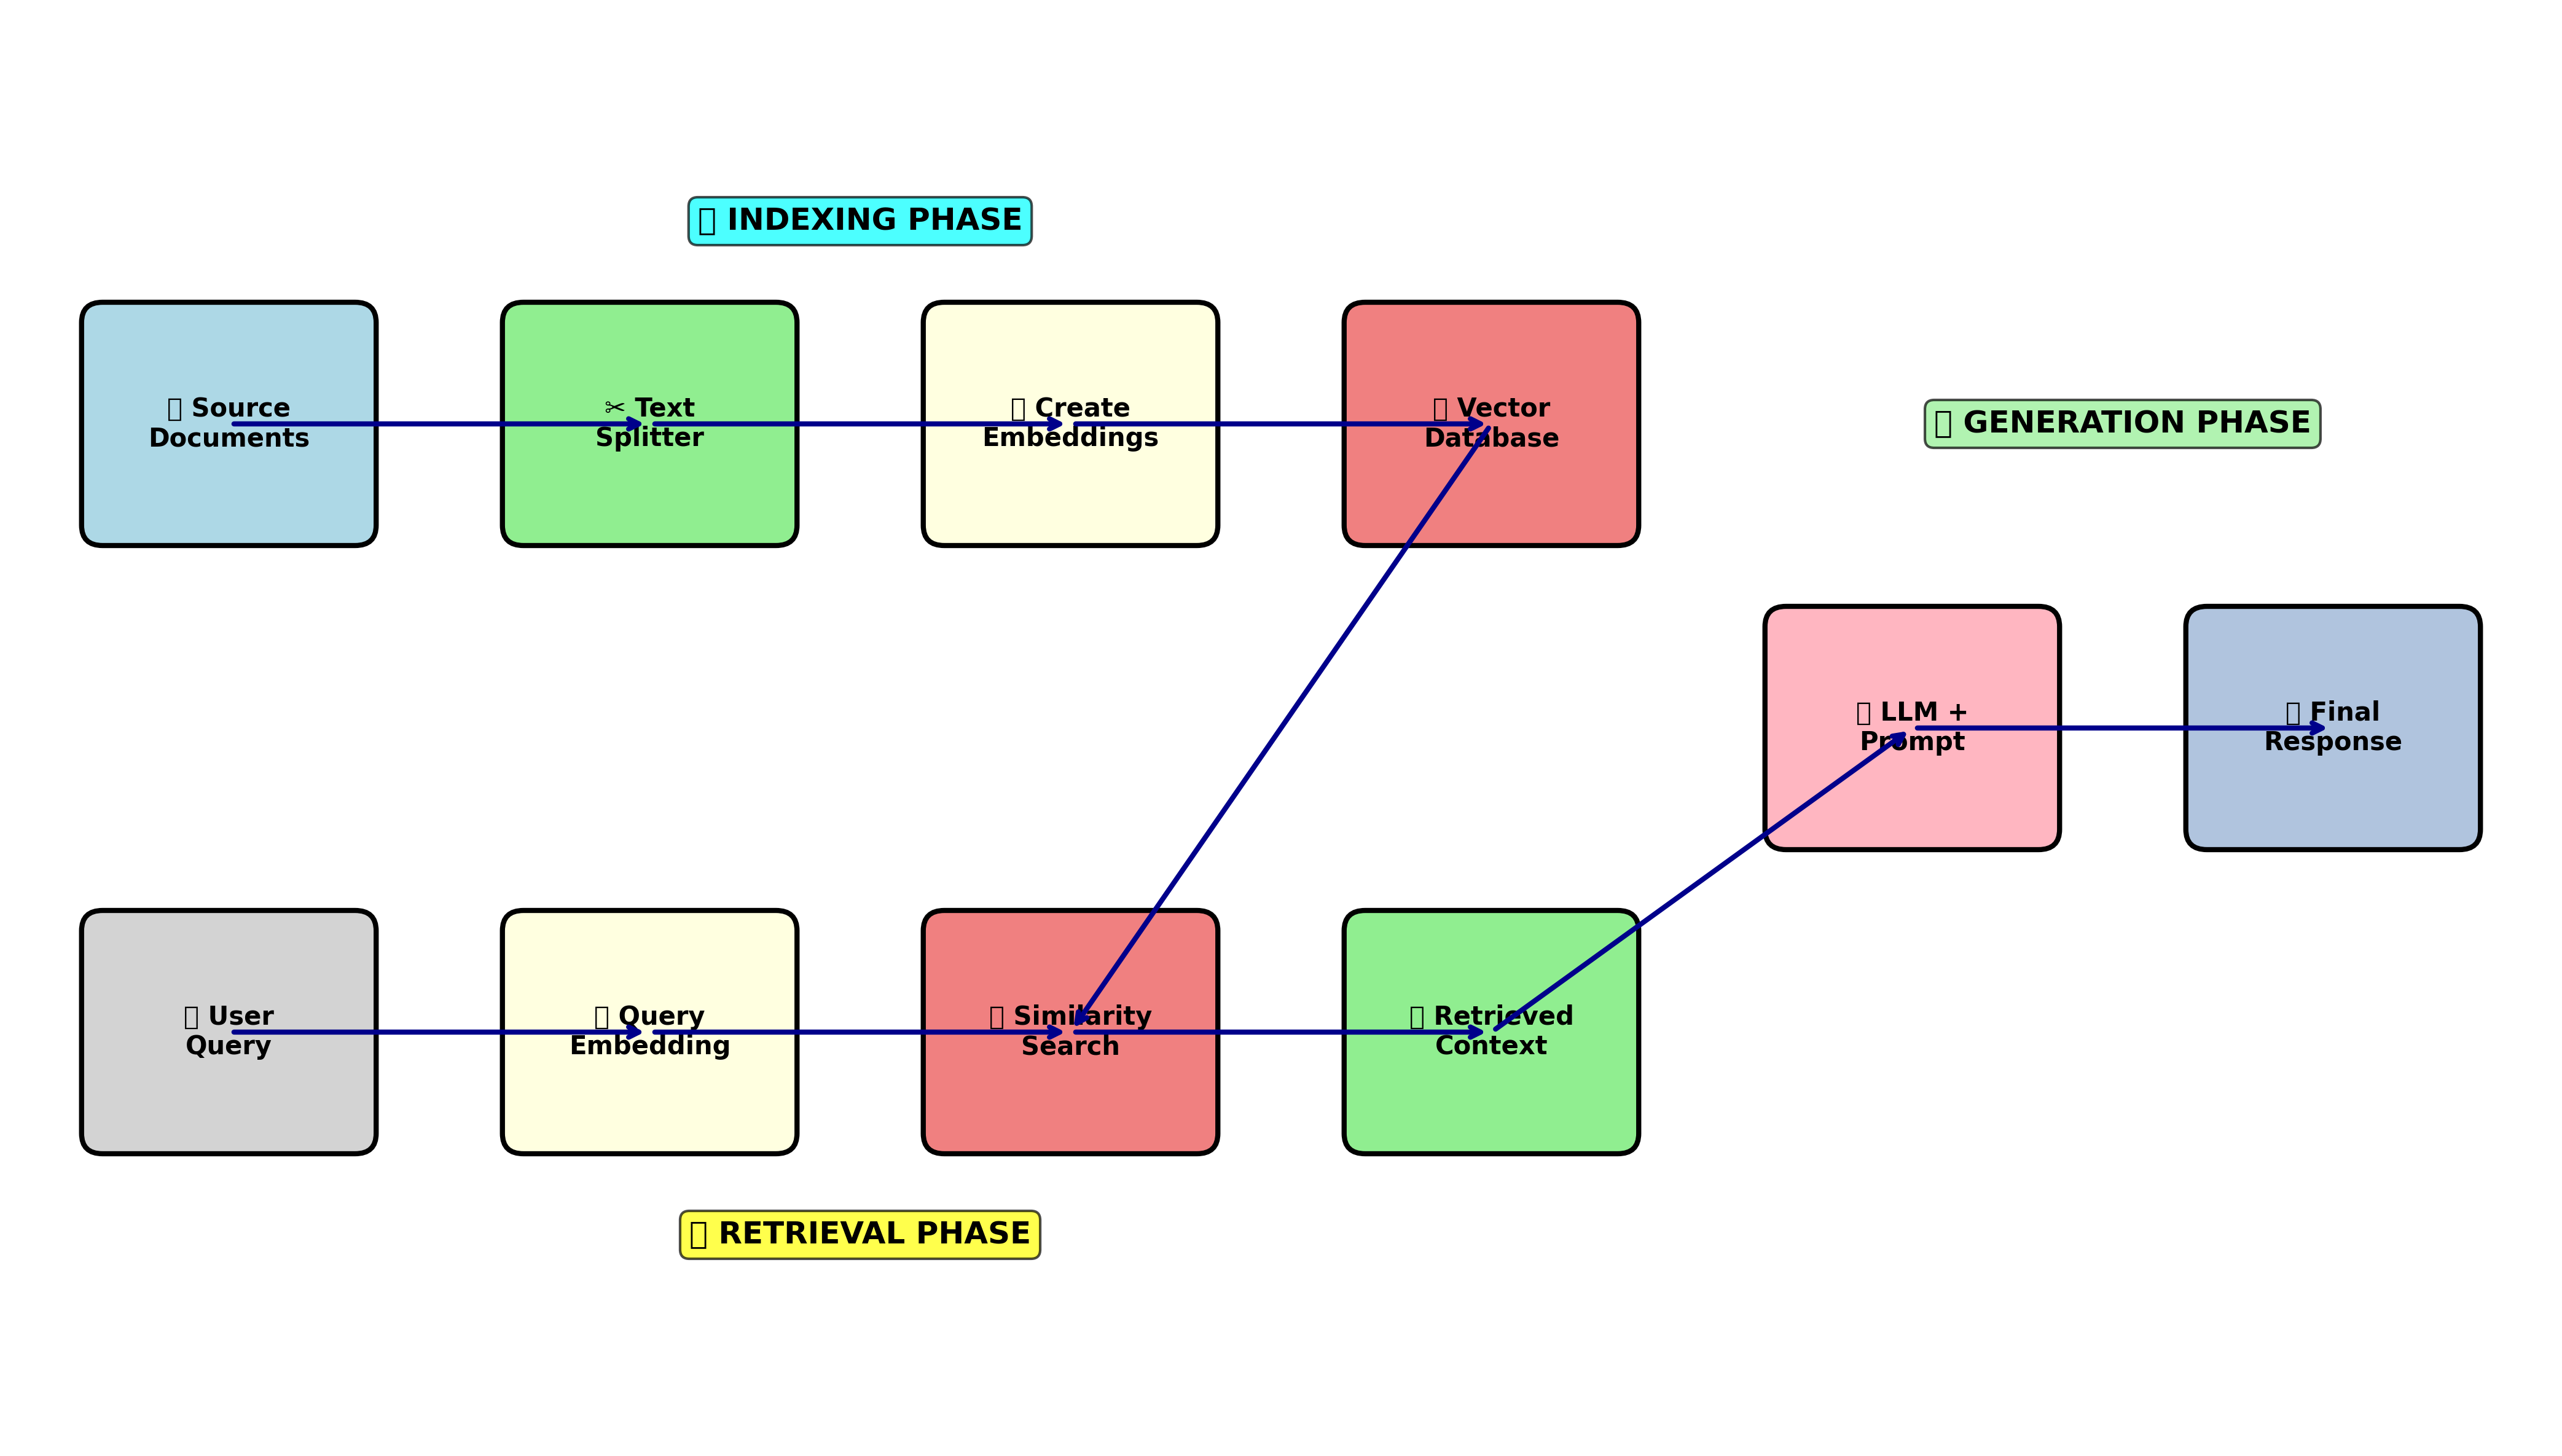 INDEXING PHASE
Source
Documents
✂ Text
Splitter
Create
Embeddings
Vector
Database
GENERATION PHASE
LLM +
Prompt
Final
Response
User
Query
Query
Embedding
Similarity
Search
Retrieved
Context
RETRIEVAL PHASE